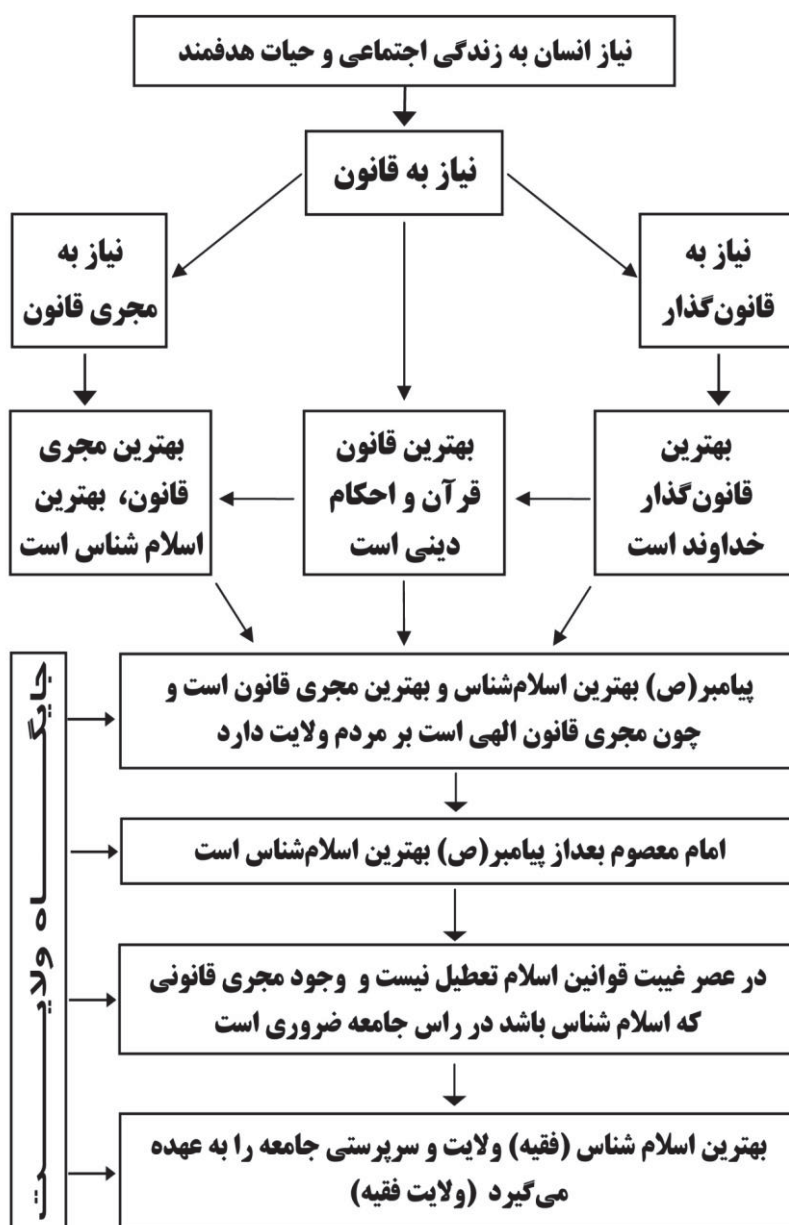 نیاز انسان به زندگی اجتماعی و حیات هدفمند
نیاز به قانون
نیاز به
قانون‌گذار
نیاز به
مجری قانون
بهترین
قانون‌گذار
خداوند است
بهترین قانون
قرآن و احکام
دینی است
بهترین مجری
قانون، بهترین
اسلام شناس است
پیامبر(ص) بهترین اسلام‌شناس و بهترین مجری قانون است و
چون مجری قانون الهی است بر مردم ولایت دارد
امام معصوم بعداز پیامبر(ص) بهترین اسلام‌شناس است
در عصر غیبت قوانین اسلام تعطیل نیست و وجود مجری قانونی
که اسلام شناس باشد در راس جامعه ضروری است
بهترین اسلام شناس (فقیه) ولایت و سرپرستی جامعه را به عهده
می‌گیرد (ولایت فقیه)
جایگـــــاه ولایـــــت